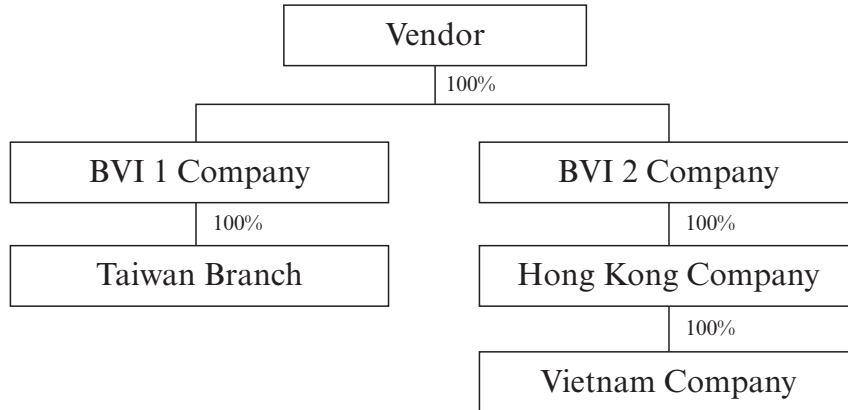 Vendor
100%
BVI 1 Company
BVI 2 Company
100%
100%
Taiwan Branch
Hong Kong Company
100%
Vietnam Company